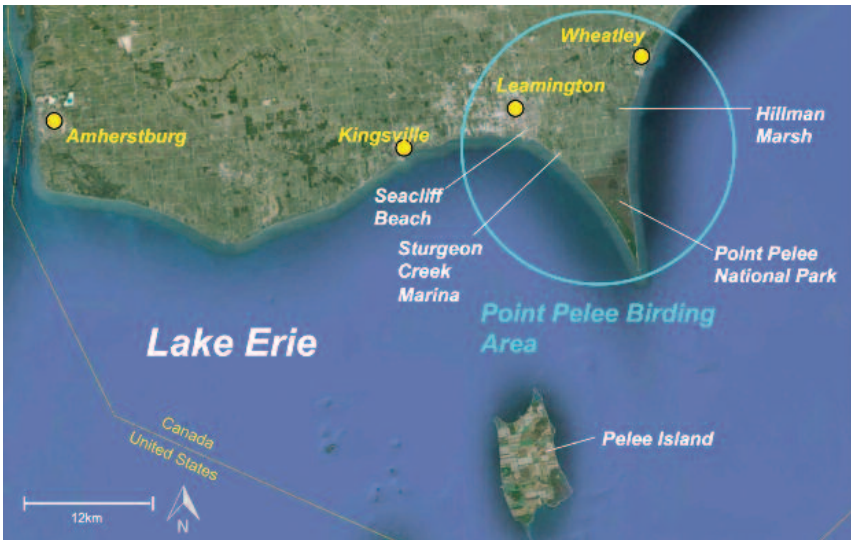 Wheatley
Leamington
Hillman
Marsh
Amherstburg
Kingsville
Seacliff
Beach
Sturgeon
Creek
Marina
Point Pelee
National Park
Point Pelee Birding
Area
Lake Erie
Canada
United States
Pelee Island
12km
N